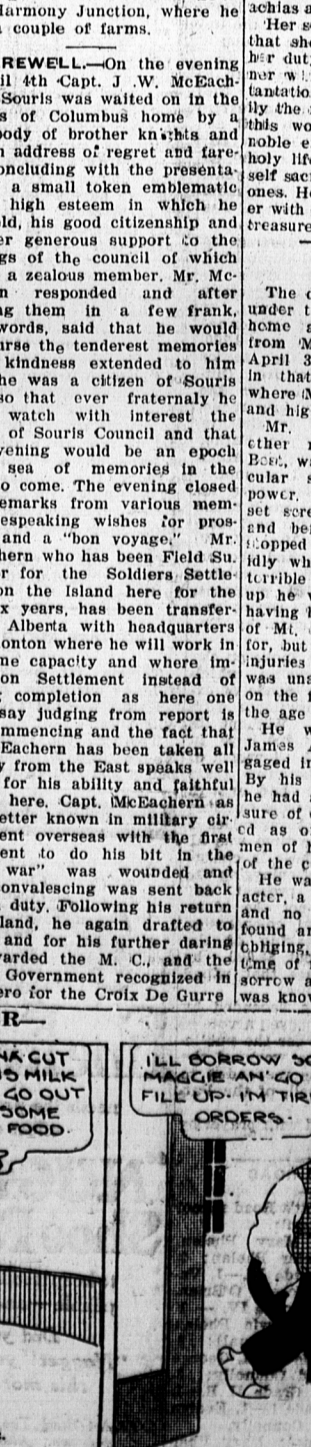 Harmony Junction, where he
a couple of farms.
REWELL.—On the evening
il 4th Capt. J .W. McEach-
Souris was waited on in the
s of Columbus home by a
body of brother knights and
n address of regret and fare-
oncluding with the presenta-
a small token emblematic
high esteem in which he
ld, his good citizenship and
er generous support to the
gs of the council of which
a zealous member. Mr. Mc-
n responded and after
ng them in a few frank,
words, said that he would
urse the tenderest memories
kindness extended to him
he was a citizen of Souris
so that ever fraternaly he
watch with interest the
of Souris Council and that
vening would be an epoch
sea of memories in the
o come. The evening closed
emarks from various mem-
espeaking wishes for pros-
and a "bon voyage." Mr.
hern who has been Field Su.
r for the Soldiers Settle-
on the Island here for the
x years, has been transfer-
Alberta with headquarters
onton where he will work in
me capacity and where im-
on Settlement instead of
completion as here one
say judging from report is
mmencing and the fact that
Eachern has been taken all
y from the East speaks well
for his ability and faithful
here. Capt. McEachern as
etter known in military cir-
ent overseas with the first
ent to do his bit in the
war" was wounded and
onvalescing was sent back
duty. Following his return
land, he again drafted to
and for his further daring
arded the M. C., and the
Government recognized in
ero for the Croix De Gurre
achias a
'Her s
that she
her dut
ner wi
tantatio
ily the
this wo
noble e
holy life
self sac
ones. He
er with
treasure
The d
under t
home a
from 'M
April 3
in that
where M
and hig
Mr.
other
Best, wa
cular s
power.
set scre
and be
stopped
idly wh
terrible
up he w
having
of Mt.
for, but
injuries
was uns
on the f
the age
He w
James A
gaged in
By his
he had
sure of
ed as o
men of h
of the c
He wa
acter, a
and no
found an
obliging,
time of
sorrow a
was know
R—
NA CUT
S MILK
GO OUT
SOME
FOOD.
I'LL BORROW SO
MAGGIE AN' GO
FILL UP- I'M TIR
ORDERS-